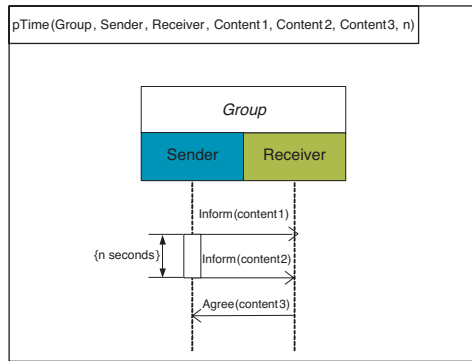 pTime(Group, Sender, Receiver, Content1, Content2, Content3, n)
Group
Sender Receiver
Inform(content1)
{n seconds}
Inform(content2)
Agree(content3)